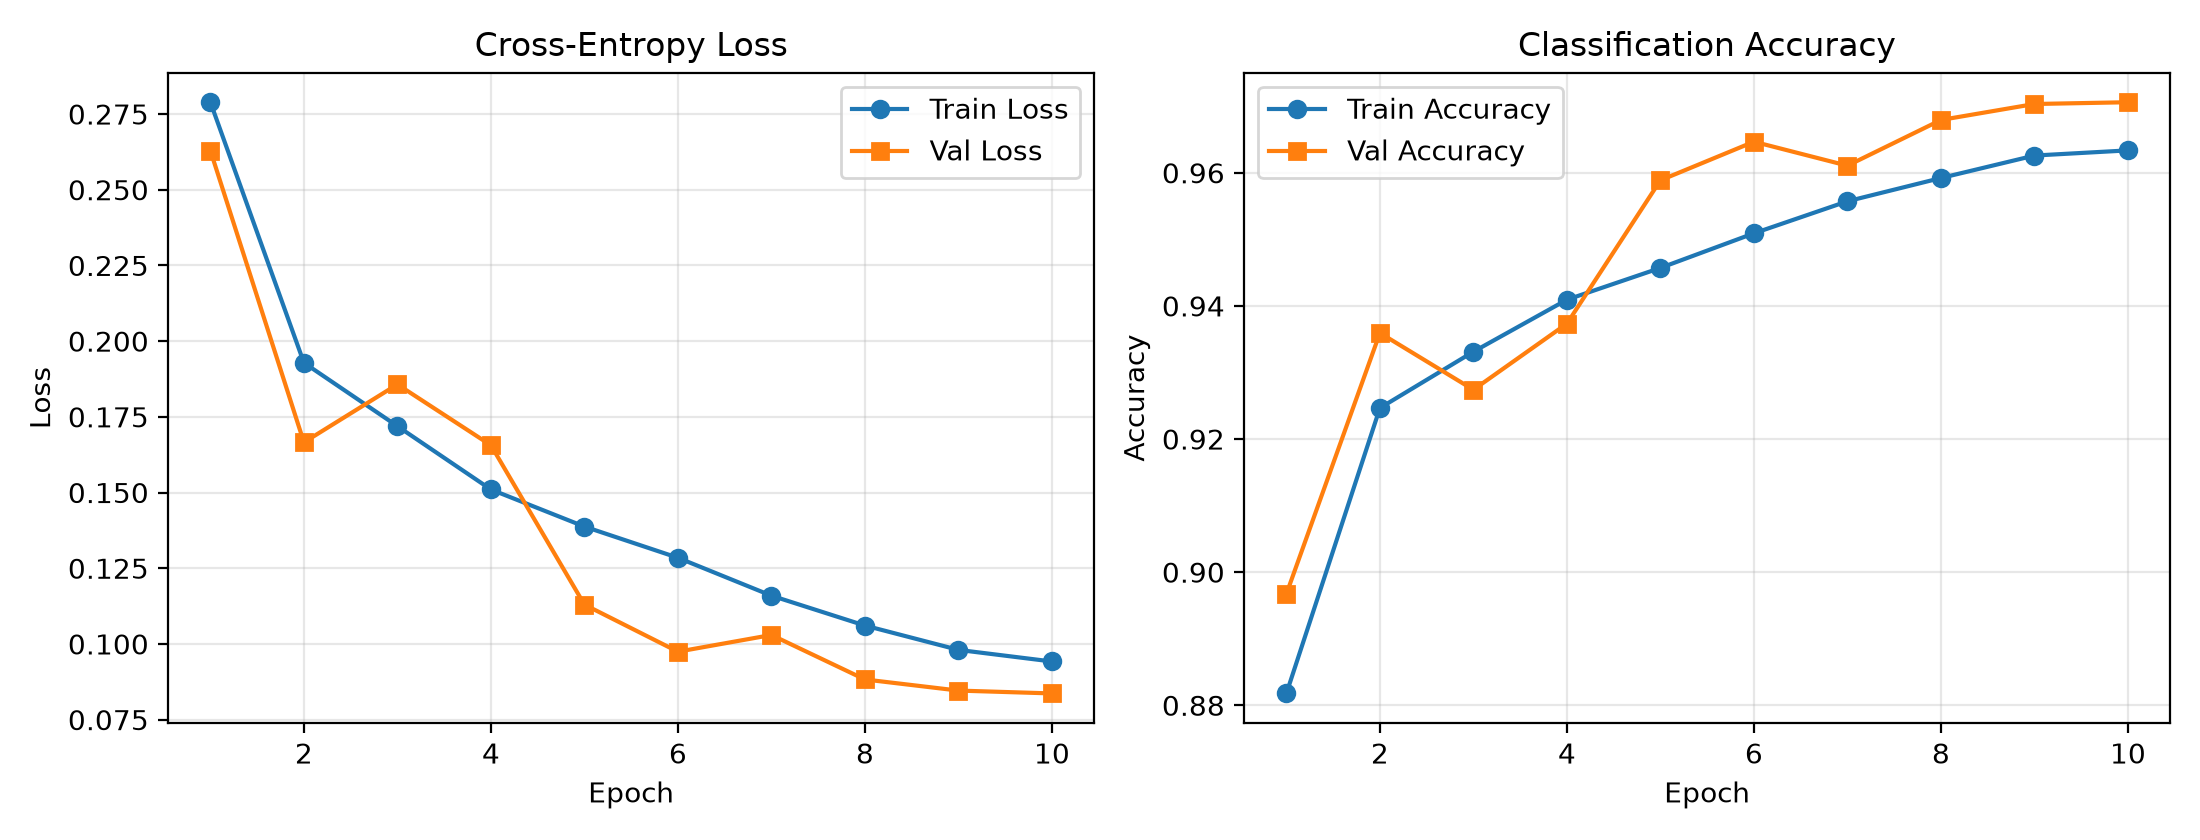 Cross-Entropy Loss
0.275
0.250
0.225
0.200
0.175
0.150
0.125
0.100
0.075
Loss
2 4 6 8 10
Epoch
Train Loss
Val Loss
Classification Accuracy
0.96
0.94
0.92
0.90
0.88
Accuracy
2 4 6 8 10
Epoch
Train Accuracy
Val Accuracy